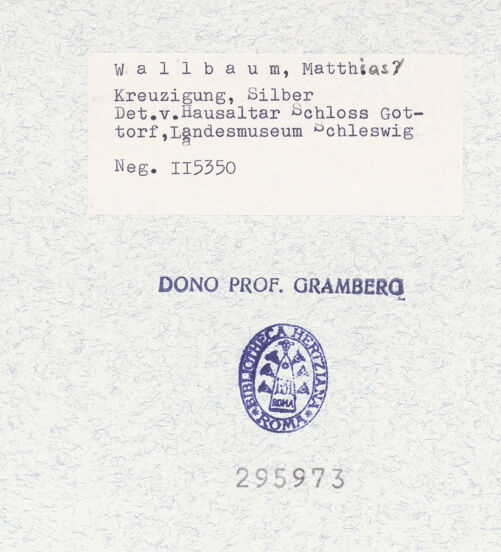 W a l l b a u m, Matthias?
Kreuzigung, Silber
Det.v.Hausaltar Schloss Got-
torf,Landesmuseum Schleswig
Neg. II5350
DONO PROF. GRAMBERG
BIBLIOTHECA HERTZIANA
ROMA
ROMA
295973